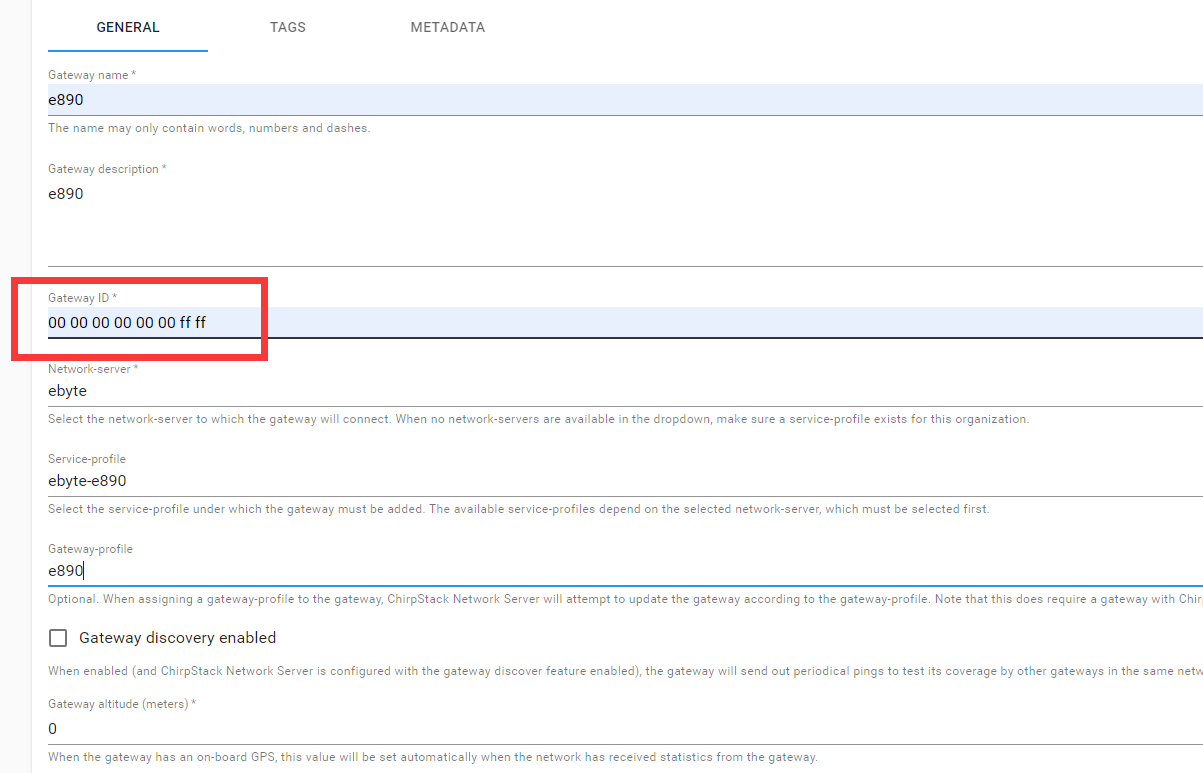 GENERAL TAGS METADATA
Gateway name *
e890
The name may only contain words, numbers and dashes.
Gateway description *
e890
Gateway ID *
00 00 00 00 00 00 ff ff
Network-server *
ebyte
Select the network-server to which the gateway will connect. When no network-servers are available in the dropdown, make sure a service-profile exists for this organization.
Service-profile
ebyte-e890
Select the service-profile under which the gateway must be added. The available service-profiles depend on the selected network-server, which must be selected first.
Gateway-profile
e890
Optional. When assigning a gateway-profile to the gateway, ChirpStack Network Server will attempt to update the gateway according to the gateway-profile. Note that this does require a gateway with
Gateway discovery enabled
When enabled (and ChirpStack Network Server is configured with the gateway discover feature enabled), the gateway will send out periodical pings to test its coverage by other gateways in the same
Gateway altitude (meters) *
0
When the gateway has an on-board GPS, this value will be set automatically when the network has received statistics from the gateway.